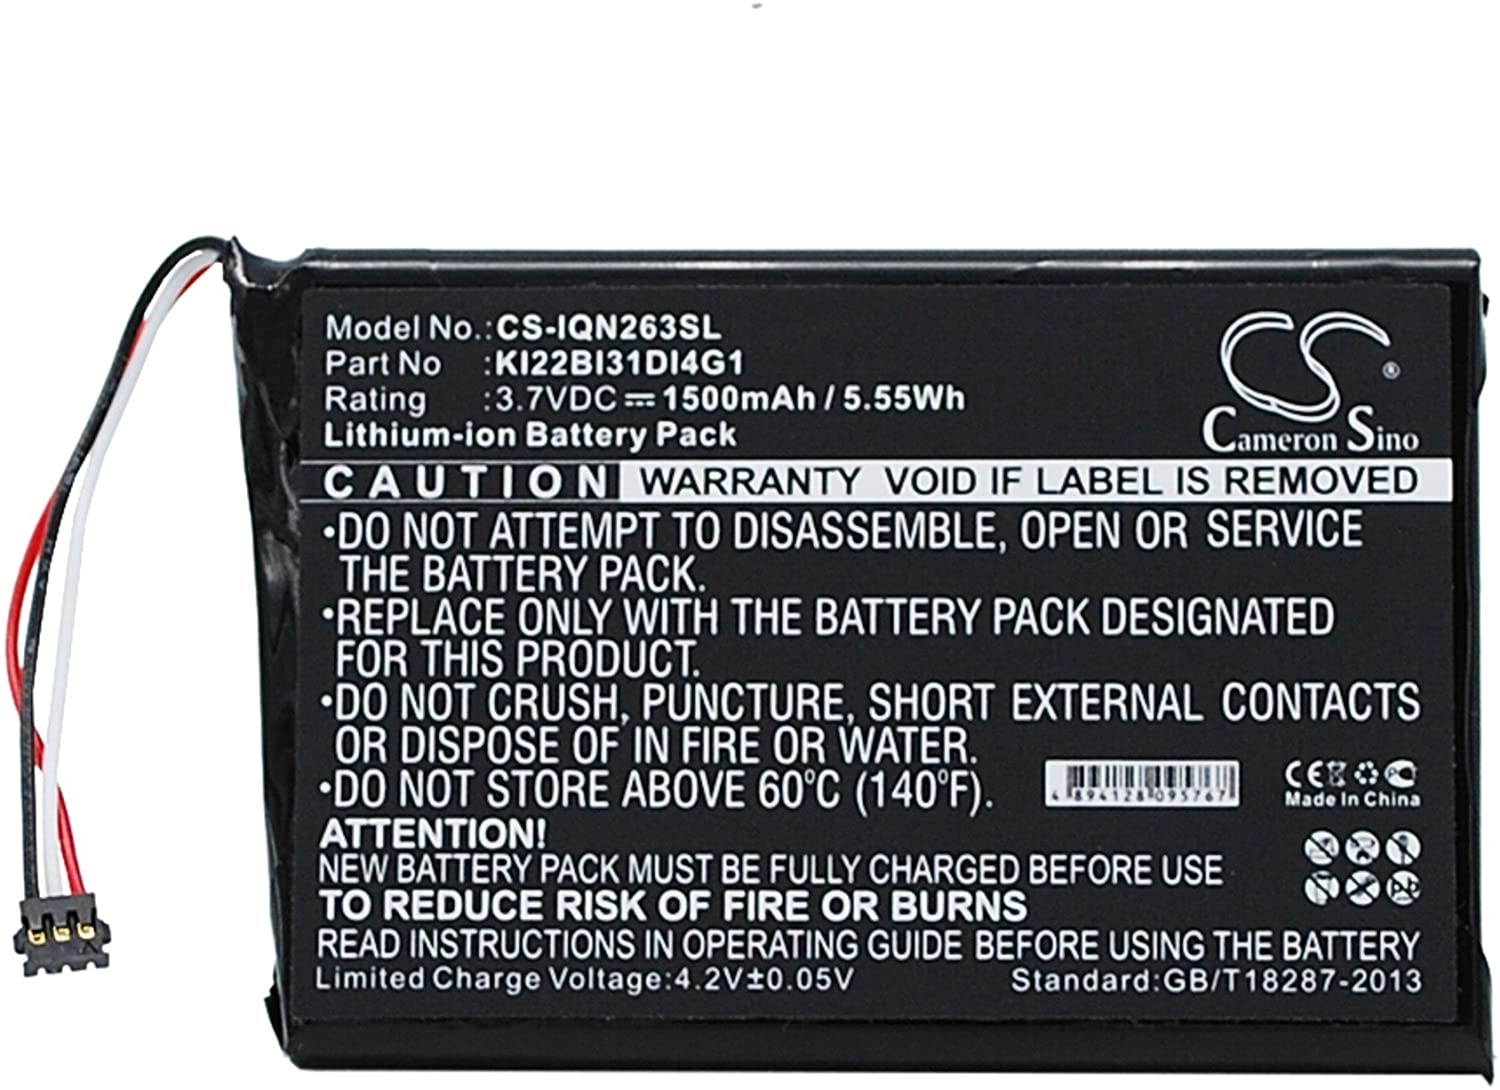 Model No.: CS-IQN263SL
Part No : KI22BI31DI4G1
Rating : 3.7VDC ⎓ 1500mAh / 5.55Wh
Lithium-ion Battery Pack
CS ®
Cameron Sino
CAUTION WARRANTY VOID IF LABEL IS REMOVED
•DO NOT ATTEMPT TO DISASSEMBLE, OPEN OR SERVICE
THE BATTERY PACK.
•REPLACE ONLY WITH THE BATTERY PACK DESIGNATED
FOR THIS PRODUCT.
•DO NOT CRUSH, PUNCTURE, SHORT EXTERNAL CONTACTS
OR DISPOSE OF IN FIRE OR WATER.
•DO NOT STORE ABOVE 60°C (140°F).
4 894128 095767
CE
Made In China
ATTENTION!
NEW BATTERY PACK MUST BE FULLY CHARGED BEFORE USE
TO REDUCE RISK OF FIRE OR BURNS
READ INSTRUCTIONS IN OPERATING GUIDE BEFORE USING THE BATTERY
Limited Charge Voltage:4.2V±0.05V
Standard:GB/T18287-2013